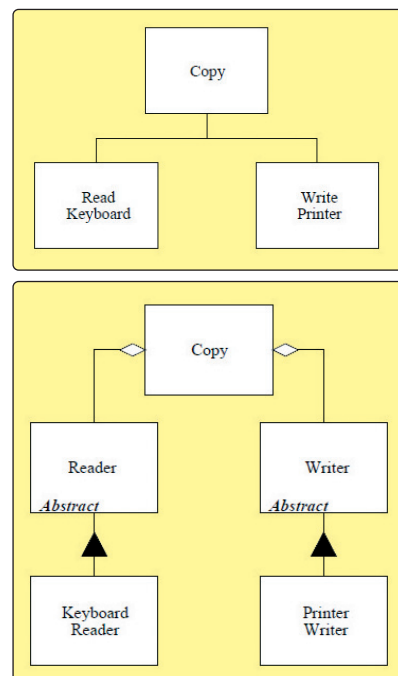 Copy
Read
Keyboard
Write
Printer
Copy
Reader
Abstract
Writer
Abstract
Keyboard
Reader
Printer
Writer